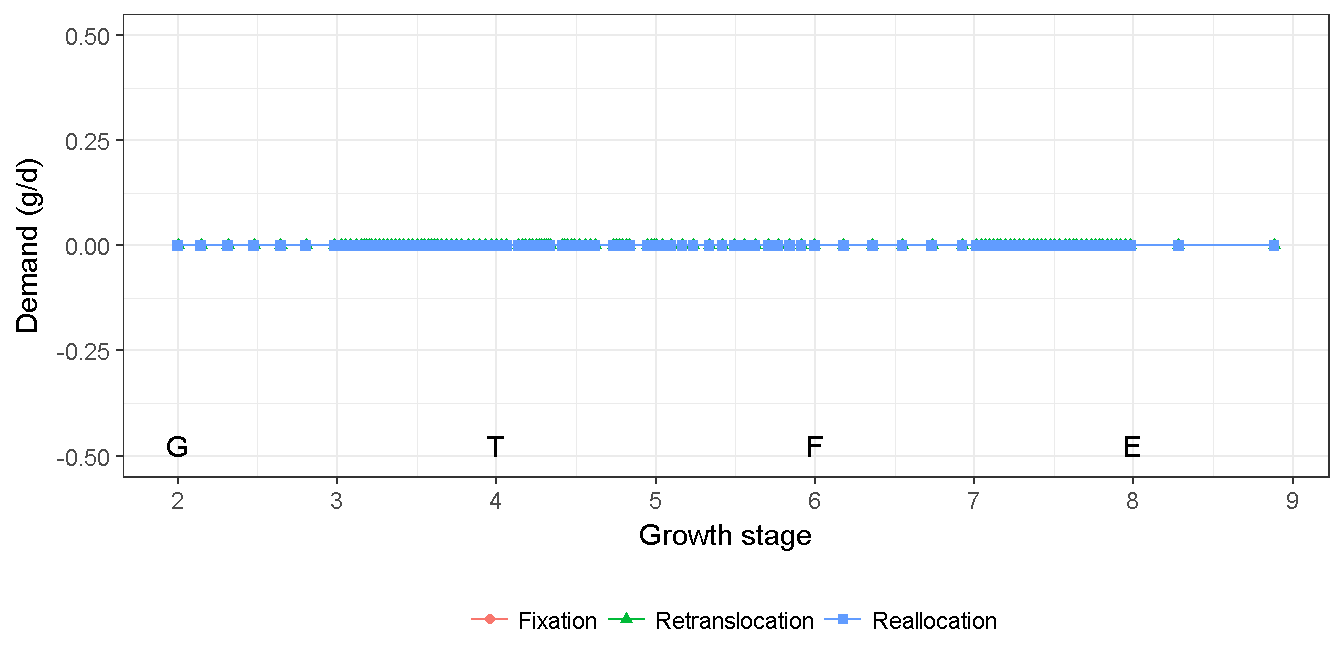 0.50
0.25
0.00
-0.25
-0.50
Demand (g/d)
G T F E
2 3 4 5 6 7 8 9
Growth stage
Fixation Retranslocation Reallocation